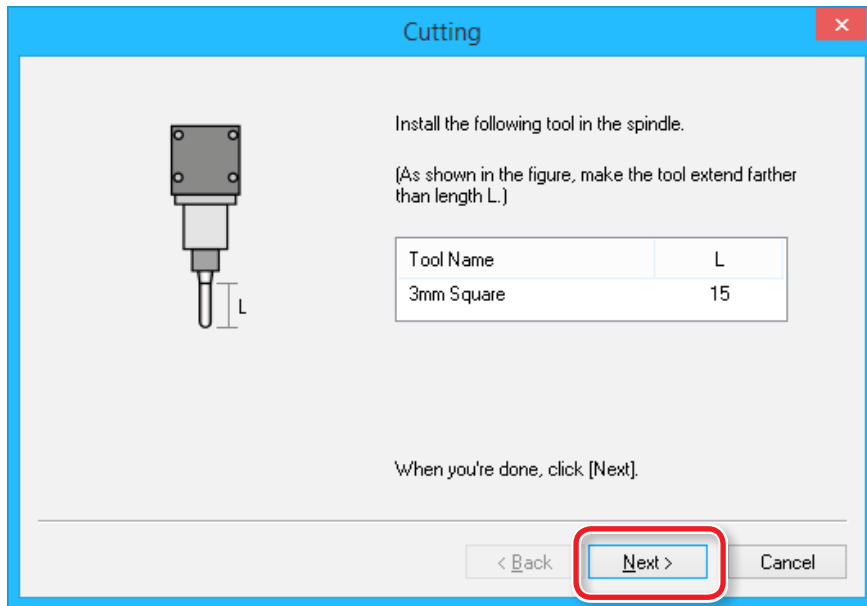 Cutting
Install the following tool in the spindle.
(As shown in the figure, make the tool extend farther
than length L.)
Tool Name L
3mm Square 15
L
When you're done, click [Next].
< Back Next > Cancel